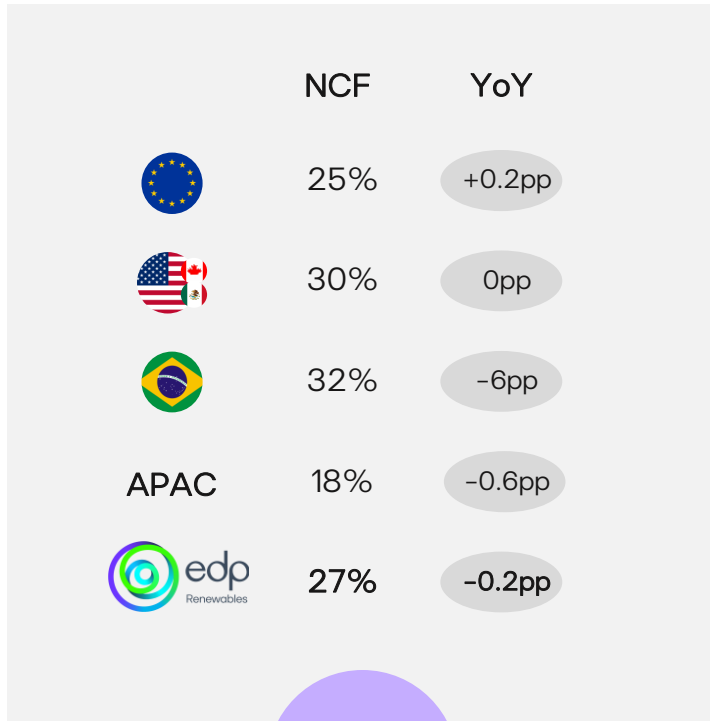 NCF YoY
25% +0.2pp
30% 0pp
32% -6pp
APAC 18% -0.6pp
edp
Renewables
27% -0.2pp